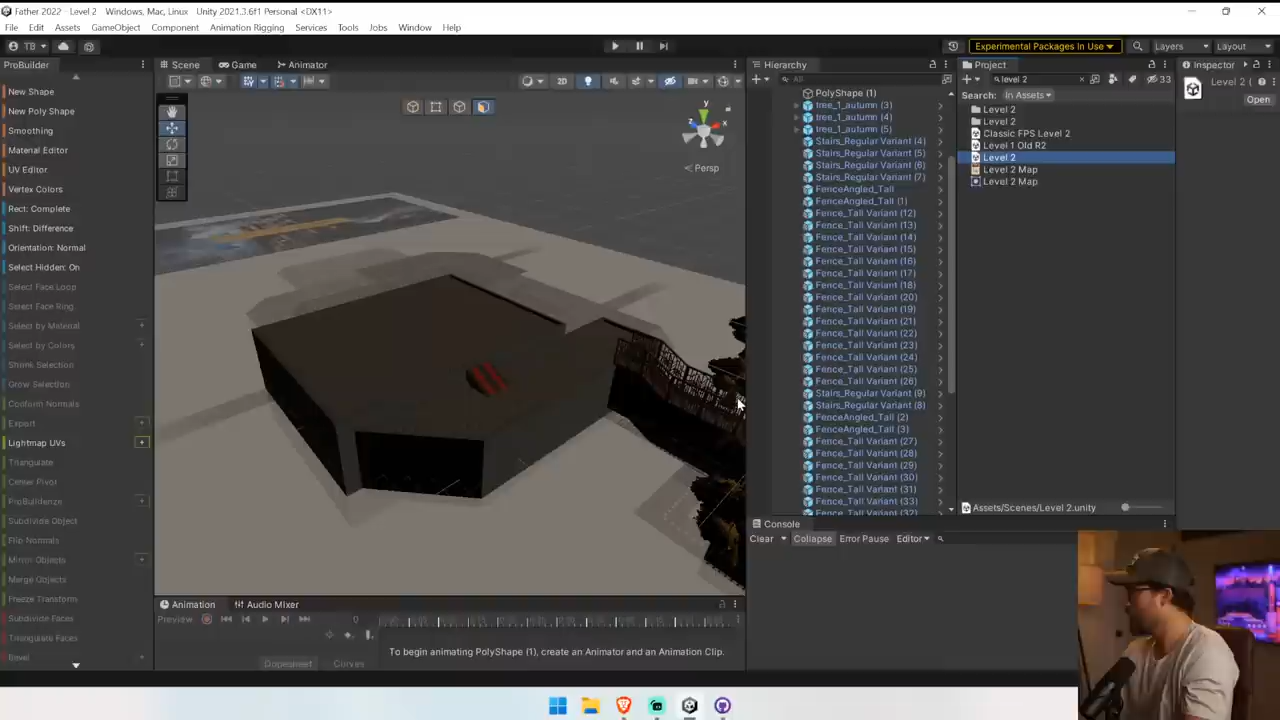 Father 2022 - Level 2 - Windows, Mac, Linux - Unity 2021.3.6f1 Personal <DX11>
File Edit Assets GameObject Component Animation Rigging Services Tools Jobs Window Help
TB Experimental Packages In Use Layers Layout
ProBuilder
New Shape
New Poly Shape
Smoothing
Material Editor
UV Editor
Vertex Colors
Rect: Complete
Shift: Difference
Orientation: Normal
Select Hidden: On
Select Face Loop
Select Face Ring
Select by Material
Select by Colors
Shrink Selection
Grow Selection
Conform Normals
Export
Lightmap UVs
Triangulate
Center Pivot
ProBuilderize
Subdivide Object
Flip Normals
Mirror Objects
Merge Objects
Freeze Transform
Subdivide Faces
Triangulate Faces
Bevel
Scene Game Animator
2D
y
x
z
Persp
Animation Audio Mixer
Preview 0
To begin animating PolyShape (1), create an Animator and an Animation Clip.
Dopesheet Curves
Hierarchy
All
PolyShape (1)
tree_1_autumn (3)
tree_1_autumn (4)
tree_1_autumn (5)
Stairs_Regular Variant (4)
Stairs_Regular Variant (5)
Stairs_Regular Variant (6)
Stairs_Regular Variant (7)
FenceAngled_Tall
FenceAngled_Tall (1)
Fence_Tall Variant (12)
Fence_Tall Variant (13)
Fence_Tall Variant (14)
Fence_Tall Variant (15)
Fence_Tall Variant (16)
Fence_Tall Variant (17)
Fence_Tall Variant (18)
Fence_Tall Variant (20)
Fence_Tall Variant (19)
Fence_Tall Variant (21)
Fence_Tall Variant (22)
Fence_Tall Variant (23)
Fence_Tall Variant (24)
Fence_Tall Variant (25)
Fence_Tall Variant (26)
Stairs_Regular Variant (9)
Stairs_Regular Variant (8)
FenceAngled_Tall (2)
FenceAngled_Tall (3)
Fence_Tall Variant (27)
Fence_Tall Variant (28)
Fence_Tall Variant (29)
Fence_Tall Variant (30)
Fence_Tall Variant (31)
Fence_Tall Variant (33)
Fence_Tall Variant (32)
Console
Clear Collapse Error Pause Editor
Project
level 2 33
Search: In Assets
Level 2
Level 2
Classic FPS Level 2
Level 1 Old R2
Level 2
Level 2 Map
Level 2 Map
Assets/Scenes/Level 2.unity
Inspector
Level 2 (
Open